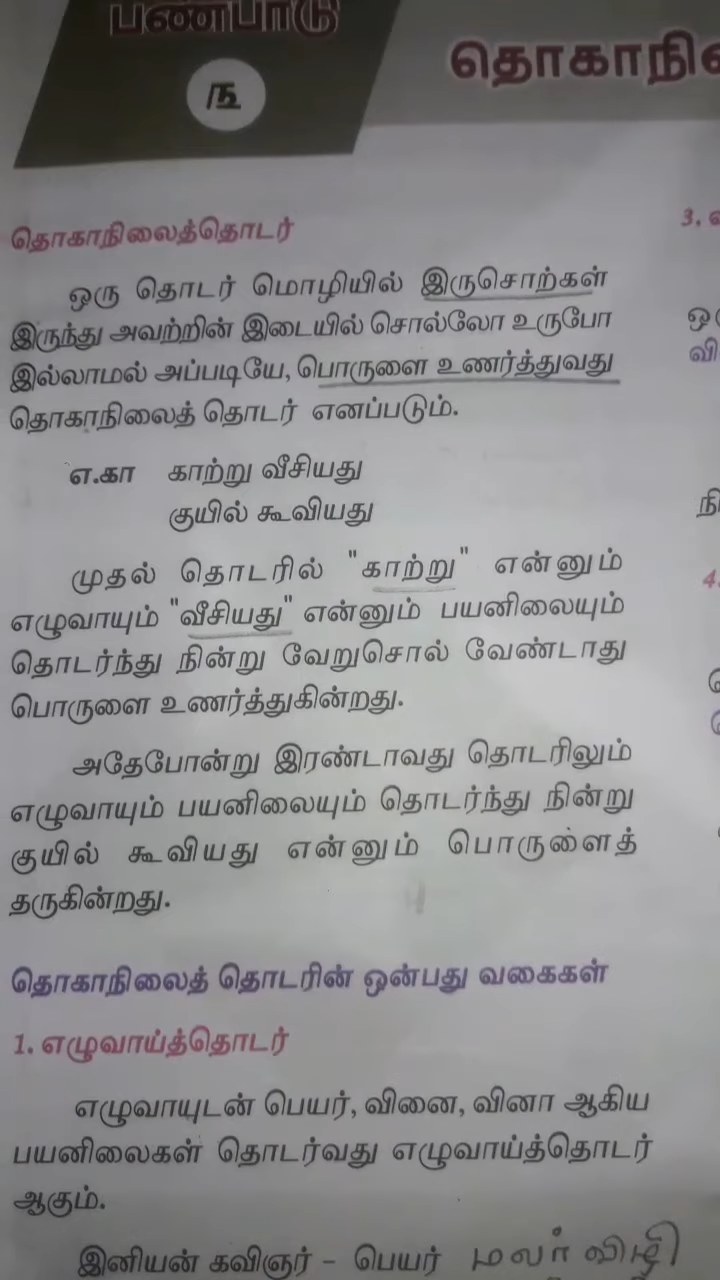 பண்பாடு
௩
தொகாநிலைத்தொடர்
ஒரு தொடர் மொழியில் இருசொற்கள்
இருந்து அவற்றின் இடையில் சொல்லோ உருபோ
இல்லாமல் அப்படியே, பொருளை உணர்த்துவது
தொகாநிலைத் தொடர் எனப்படும்.
எ.கா காற்று வீசியது
குயில் கூவியது
முதல் தொடரில் "காற்று" என்னும்
எழுவாயும் "வீசியது" என்னும் பயனிலையும்
தொடர்ந்து நின்று வேறுசொல் வேண்டாது
பொருளை உணர்த்துகின்றது.
அதேபோன்று இரண்டாவது தொடரிலும்
எழுவாயும் பயனிலையும் தொடர்ந்து நின்று
குயில் கூவியது என்னும் பொருளைத்
தருகின்றது.
தொகாநிலைத் தொடரின் ஒன்பது வகைகள்
1. எழுவாய்த்தொடர்
எழுவாயுடன் பெயர், வினை, வினா ஆகிய
பயனிலைகள் தொடர்வது எழுவாய்த்தொடர்
ஆகும்.
இனியன் கவிஞர் – பெயர் மலர் விழி
3.
4.